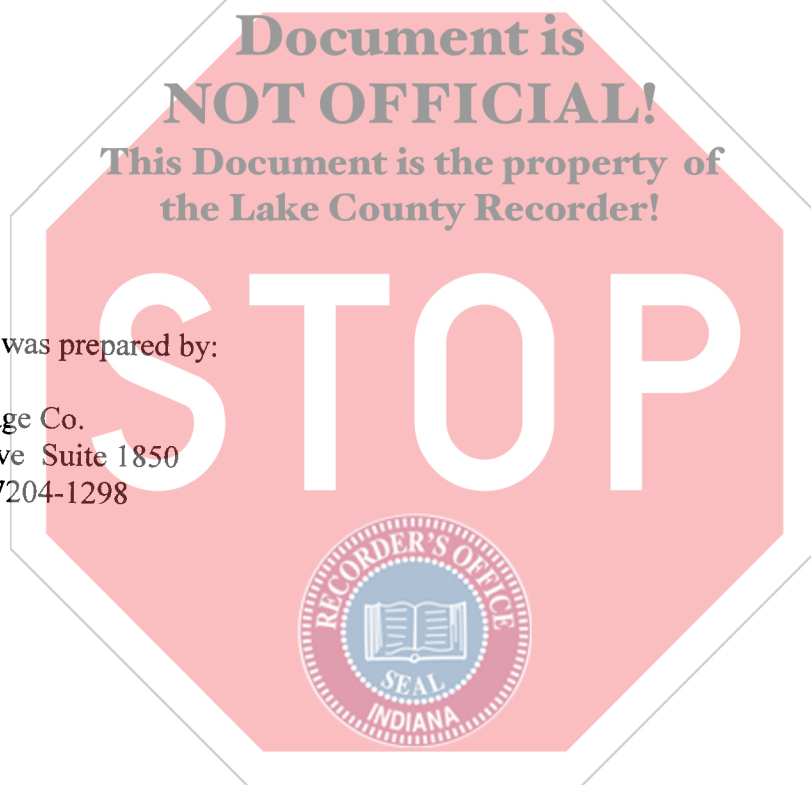 Document is
NOT OFFICIAL!
This Document is the property of
the Lake County Recorder!
STOP
was prepared by:
ge Co.
ve Suite 1850
7204-1298
RECORDER'S OFFICE
SEAL
INDIANA